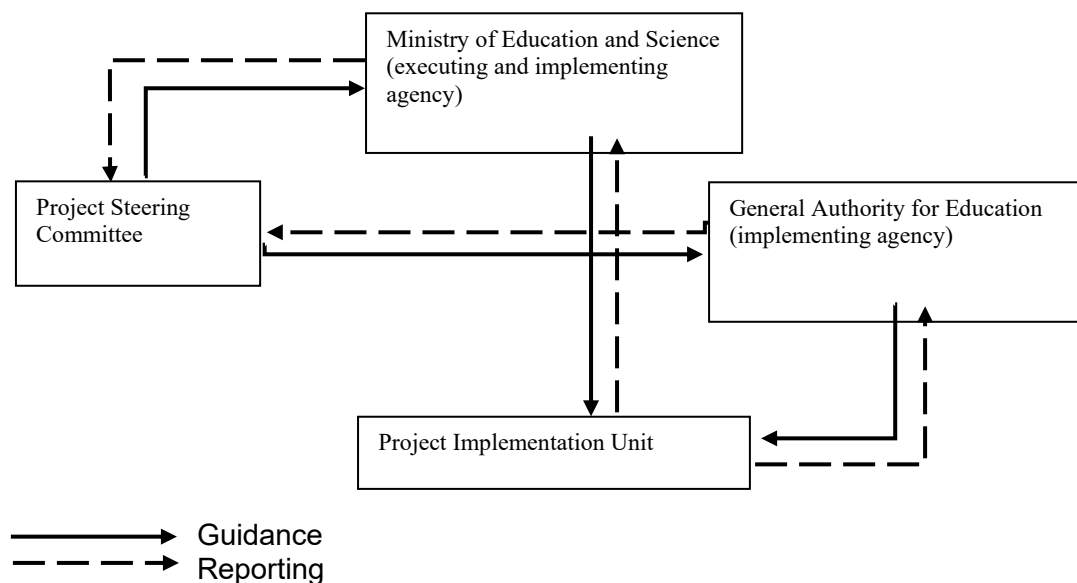 Ministry of Education and Science
(executing and implementing
agency)
Project Steering
Committee
General Authority for Education
(implementing agency)
Project Implementation Unit
Guidance
Reporting